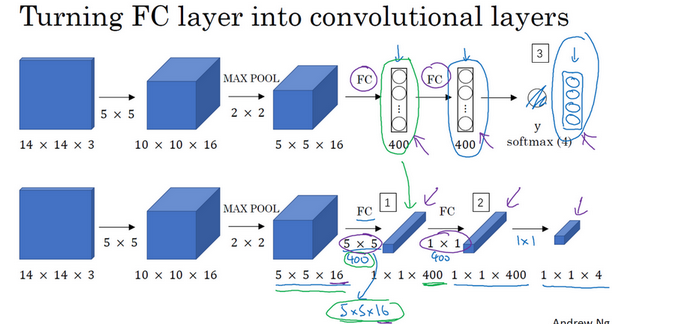 Turning FC layer into convolutional layers
3
MAX POOL
FC
FC
5 × 5
2 × 2
y
14 × 14 × 3
10 × 10 × 16
5 × 5 × 16
400
400
softmax (4)
1
2
MAX POOL
FC
FC
5 × 5
2 × 2
5 × 5
1 × 1
1×1
400
400
14 × 14 × 3
10 × 10 × 16
5 × 5 × 16
1 × 1 × 400
1 × 1 × 400
1 × 1 × 4
5×5×16
Andrew Ng